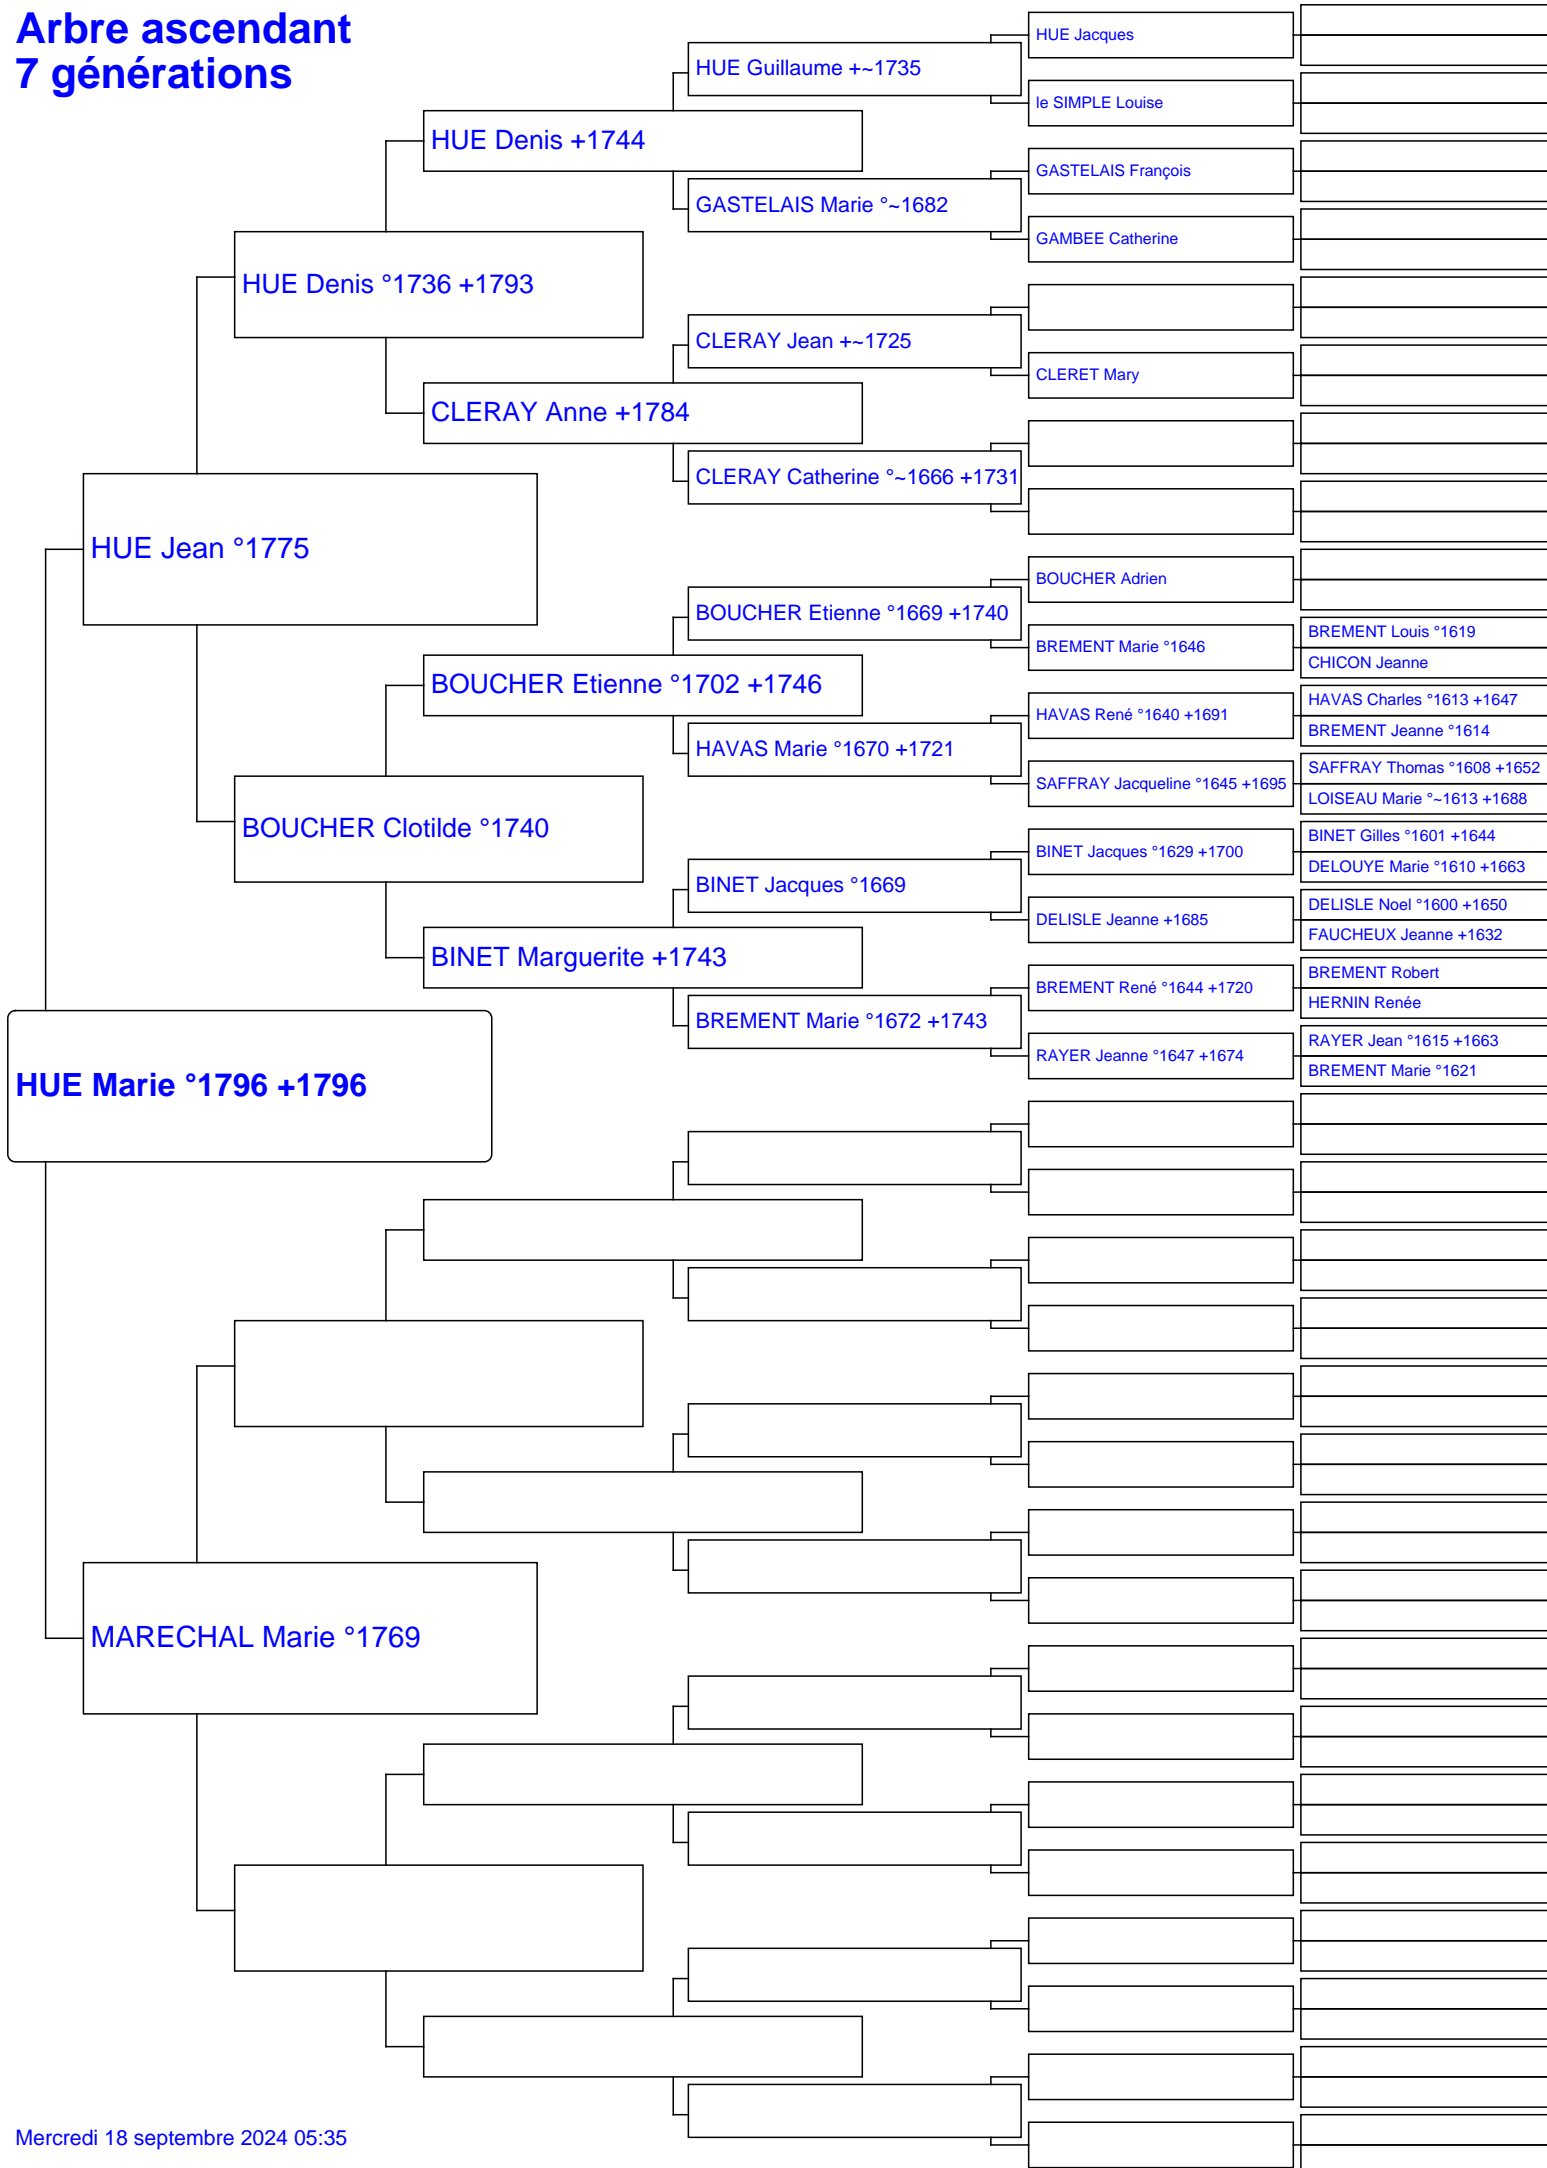 Arbre ascendant
7 générations
HUE Jacques
HUE Guillaume +~1735
le SIMPLE Louise
HUE Denis +1744
GASTELAIS François
GASTELAIS Marie °~1682
GAMBEE Catherine
HUE Denis °1736 +1793
CLERAY Jean +~1725
CLERET Mary
CLERAY Anne +1784
CLERAY Catherine °~1666 +1731
HUE Jean °1775
BOUCHER Adrien
BOUCHER Etienne °1669 +1740
BREMENT Louis °1619
BREMENT Marie °1646
CHICON Jeanne
BOUCHER Etienne °1702 +1746
HAVAS Charles °1613 +1647
HAVAS René °1640 +1691
BREMENT Jeanne °1614
HAVAS Marie °1670 +1721
SAFFRAY Thomas °1608 +1652
SAFFRAY Jacqueline °1645 +1695
LOISEAU Marie °~1613 +1688
BOUCHER Clotilde °1740
BINET Gilles °1601 +1644
BINET Jacques °1629 +1700
DELOUYE Marie °1610 +1663
BINET Jacques °1669
DELISLE Noel °1600 +1650
DELISLE Jeanne +1685
FAUCHEUX Jeanne +1632
BINET Marguerite +1743
BREMENT Robert
BREMENT René °1644 +1720
HERNIN Renée
BREMENT Marie °1672 +1743
RAYER Jean °1615 +1663
RAYER Jeanne °1647 +1674
BREMENT Marie °1621
HUE Marie °1796 +1796
MARECHAL Marie °1769
Mercredi 18 septembre 2024 05:35